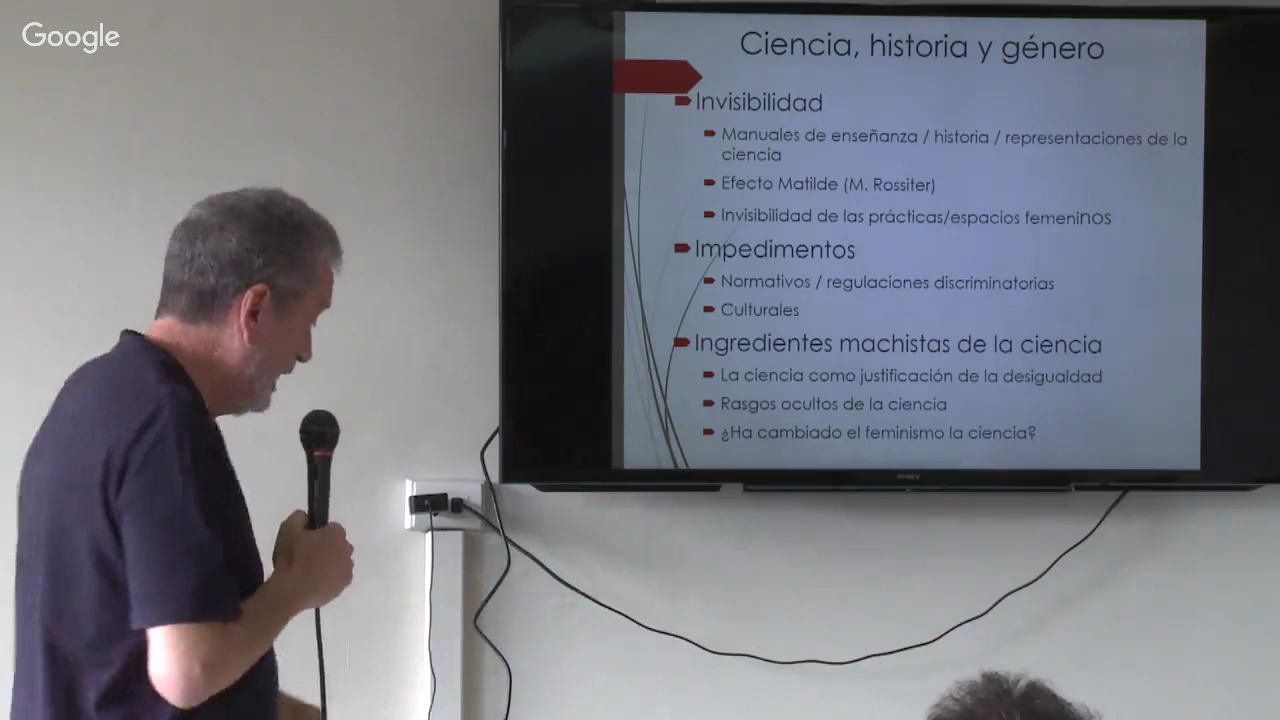 Google
Ciencia, historia y género
Invisibilidad
Manuales de enseñanza / historia / representaciones de la
ciencia
Efecto Matilde (M. Rossiter)
Invisibilidad de las prácticas/espacios femeninos
Impedimentos
Normativos / regulaciones discriminatorias
Culturales
Ingredientes machistas de la ciencia
La ciencia como justificación de la desigualdad
Rasgos ocultos de la ciencia
¿Ha cambiado el feminismo la ciencia?